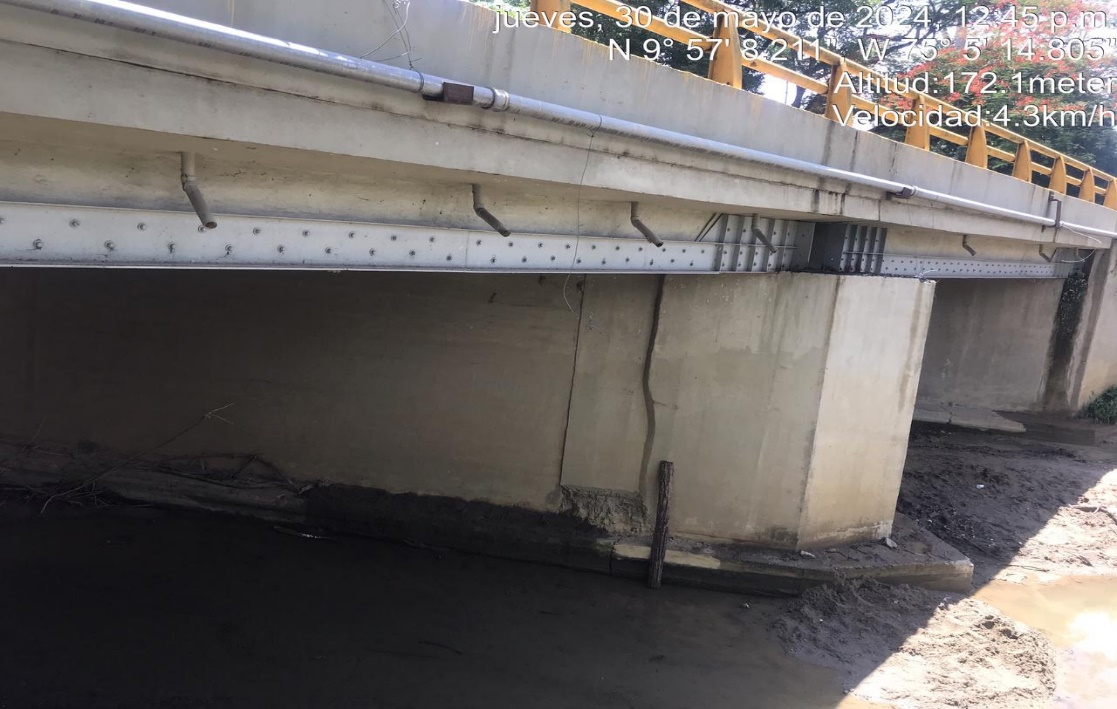 jueves, 30 de mayo de 2024, 12:45 p.m
N 9° 57' 8.211" W 75° 5' 14.805"
Altitud:172.1meter
Velocidad:4.3km/h